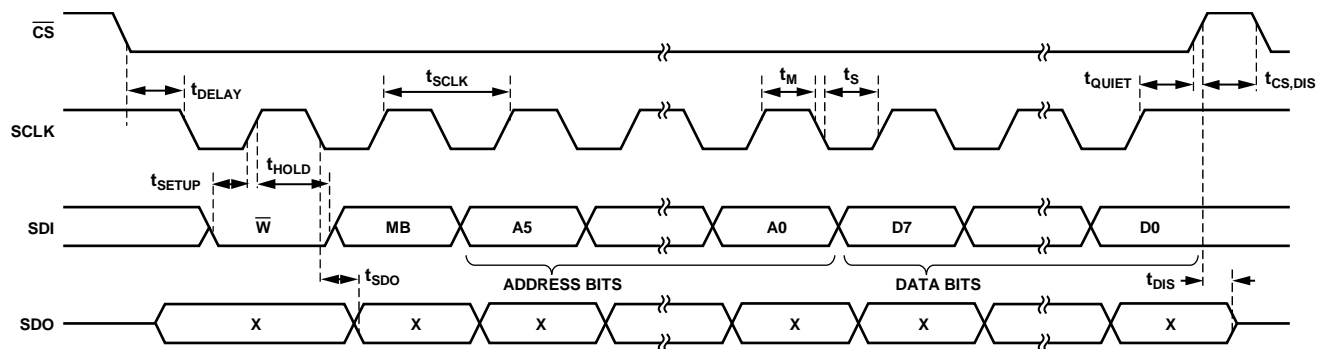 CS
tDELAY
tSCLK
tM
tS
tQUIET
tCS,DIS
SCLK
tSETUP
tHOLD
SDI
W
MB
A5
A0
D7
D0
tSDO
ADDRESS BITS
DATA BITS
tDIS
SDO
X
X
X
X
X
X